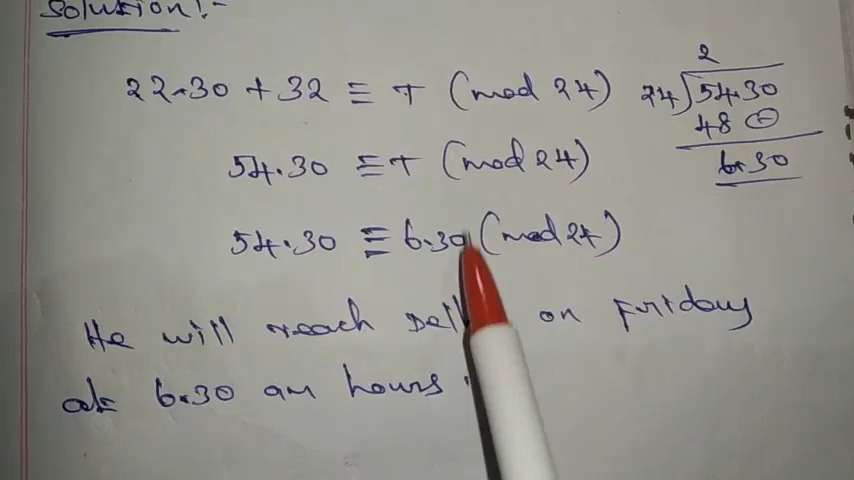 Solution:-
22.30 + 32 ≡ T (mod 24)
54.30 ≡ T (mod 24)
54.30 ≡ 6.30 (mod 24)
He will reach on Friday
at 6.30 am hours.
2
24) 54.30
48 ⊖
6.30